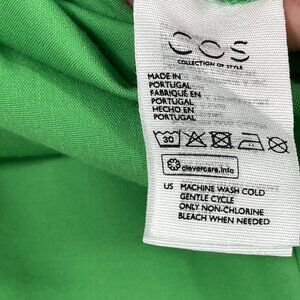 COS
COLLECTION OF STYLE
MADE IN
PORTUGAL
FABRIQUÉ EN
PORTUGAL
HECHO EN
PORTUGAL
30
clevercare.info
US MACHINE WASH COLD
GENTLE CYCLE
ONLY NON-CHLORINE
BLEACH WHEN NEEDED